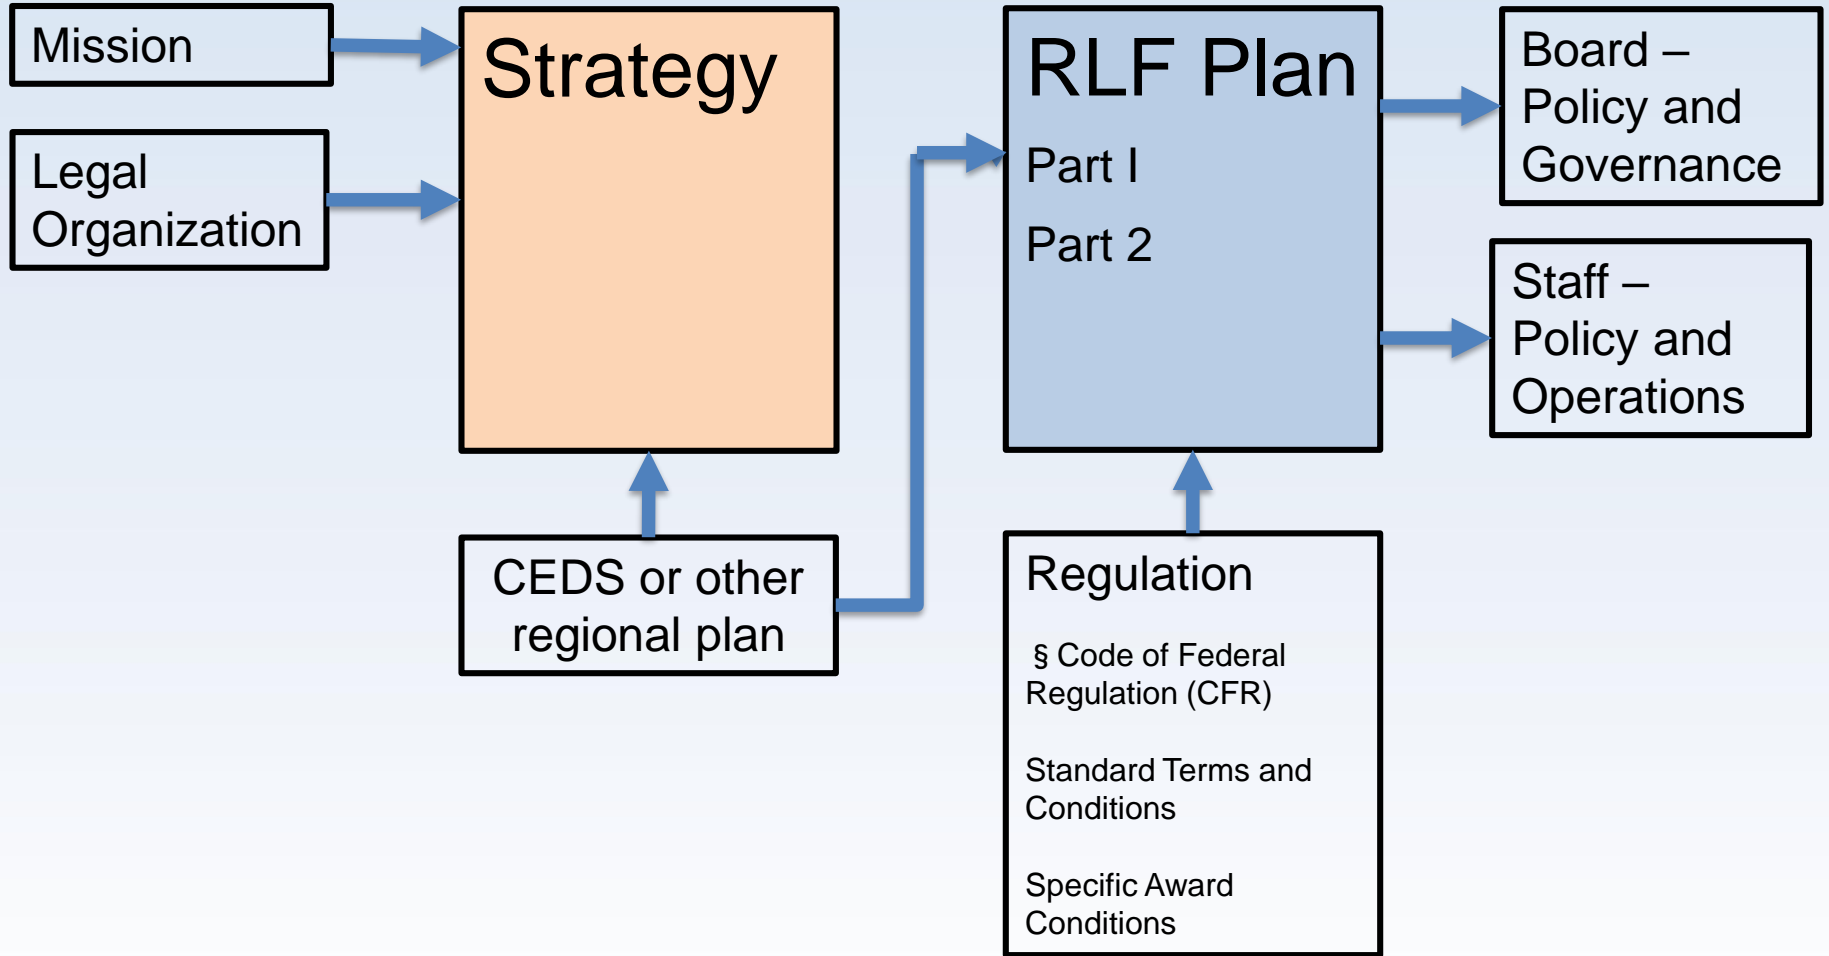 Mission
Legal
Organization
Strategy
CEDS or other
regional plan
RLF Plan
Part I
Part 2
Regulation
§ Code of Federal
Regulation (CFR)
Standard Terms and
Conditions
Specific Award
Conditions
Board –
Policy and
Governance
Staff –
Policy and
Operations